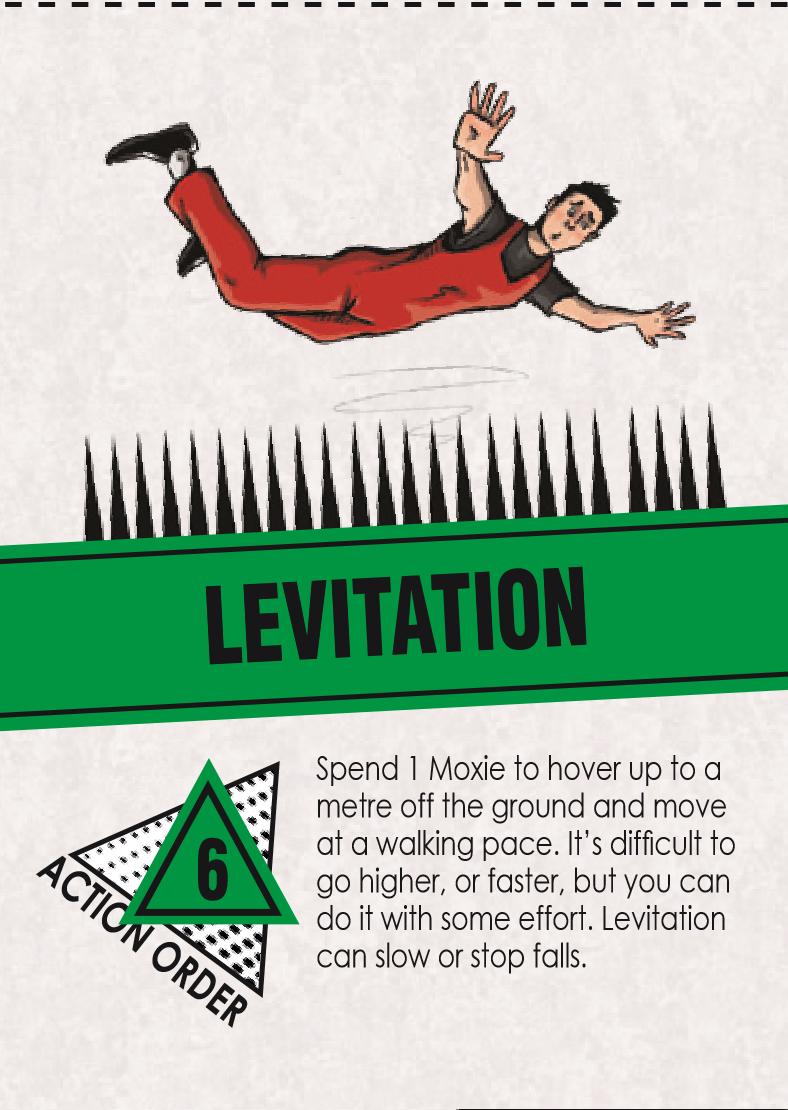 LEVITATION
6
ACTION ORDER
Spend 1 Moxie to hover up to a
metre off the ground and move
at a walking pace. It’s difficult to
go higher, or faster, but you can
do it with some effort. Levitation
can slow or stop falls.